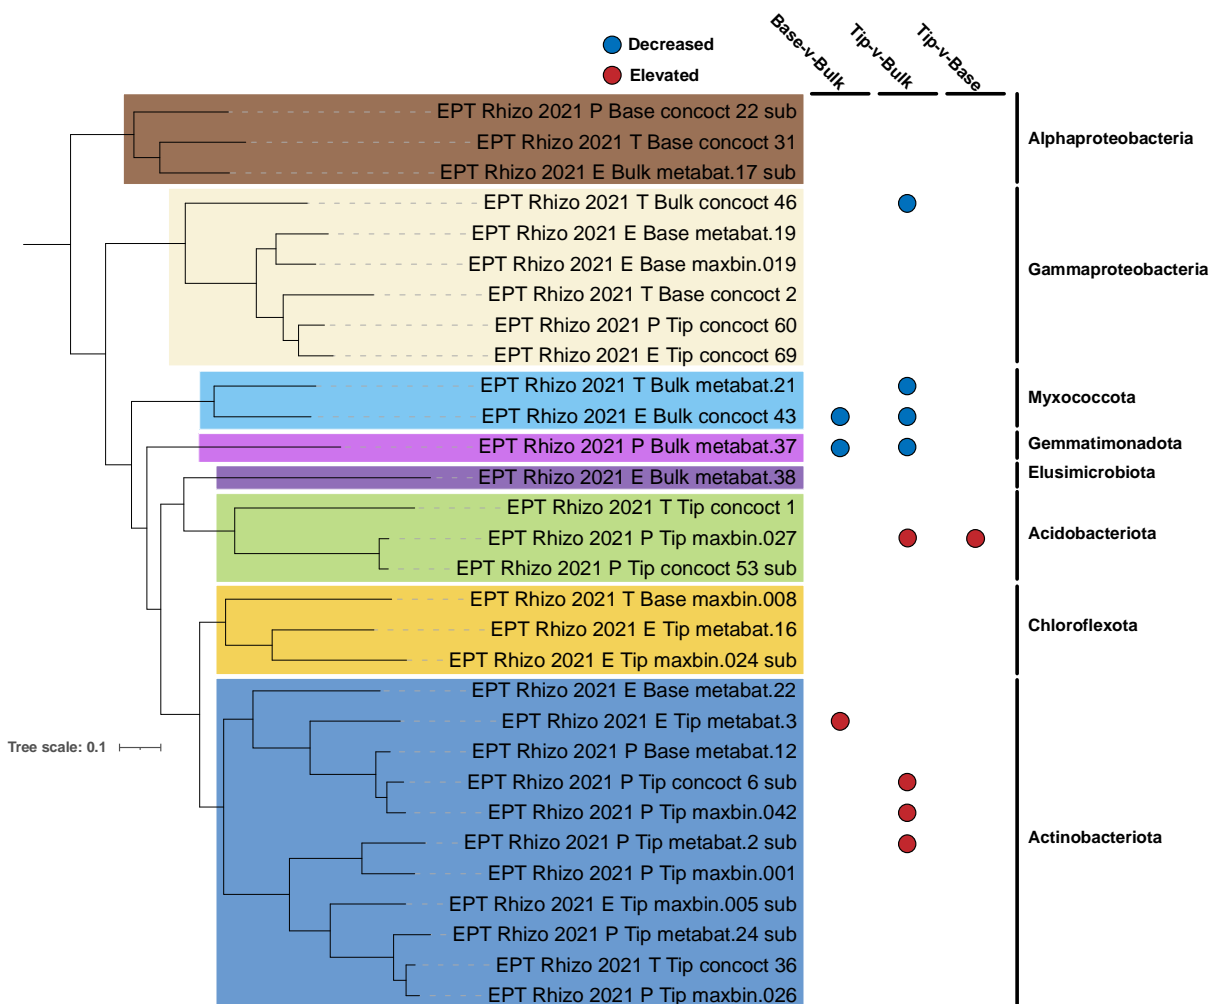 Decreased
Elevated
Base-v-Bulk
Tip-v-Bulk
Tip-v-Base
EPT Rhizo 2021 P Base concoct 22 sub
EPT Rhizo 2021 T Base concoct 31
EPT Rhizo 2021 E Bulk metabat.17 sub
Alphaproteobacteria
EPT Rhizo 2021 T Bulk concoct 46
EPT Rhizo 2021 E Base metabat.19
EPT Rhizo 2021 E Base maxbin.019
EPT Rhizo 2021 T Base concoct 2
EPT Rhizo 2021 P Tip concoct 60
EPT Rhizo 2021 E Tip concoct 69
Gammaproteobacteria
EPT Rhizo 2021 T Bulk metabat.21
EPT Rhizo 2021 E Bulk concoct 43
Myxococcota
EPT Rhizo 2021 P Bulk metabat.37
Gemmatimonadota
EPT Rhizo 2021 E Bulk metabat.38
Elusimicrobiota
EPT Rhizo 2021 T Tip concoct 1
EPT Rhizo 2021 P Tip maxbin.027
EPT Rhizo 2021 P Tip concoct 53 sub
Acidobacteriota
EPT Rhizo 2021 T Base maxbin.008
EPT Rhizo 2021 E Tip metabat.16
EPT Rhizo 2021 E Tip maxbin.024 sub
Chloroflexota
EPT Rhizo 2021 E Base metabat.22
EPT Rhizo 2021 E Tip metabat.3
EPT Rhizo 2021 P Base metabat.12
EPT Rhizo 2021 P Tip concoct 6 sub
EPT Rhizo 2021 P Tip maxbin.042
EPT Rhizo 2021 P Tip metabat.2 sub
EPT Rhizo 2021 P Tip maxbin.001
EPT Rhizo 2021 E Tip maxbin.005 sub
EPT Rhizo 2021 P Tip metabat.24 sub
EPT Rhizo 2021 T Tip concoct 36
EPT Rhizo 2021 P Tip maxbin.026
Actinobacteriota
Tree scale: 0.1